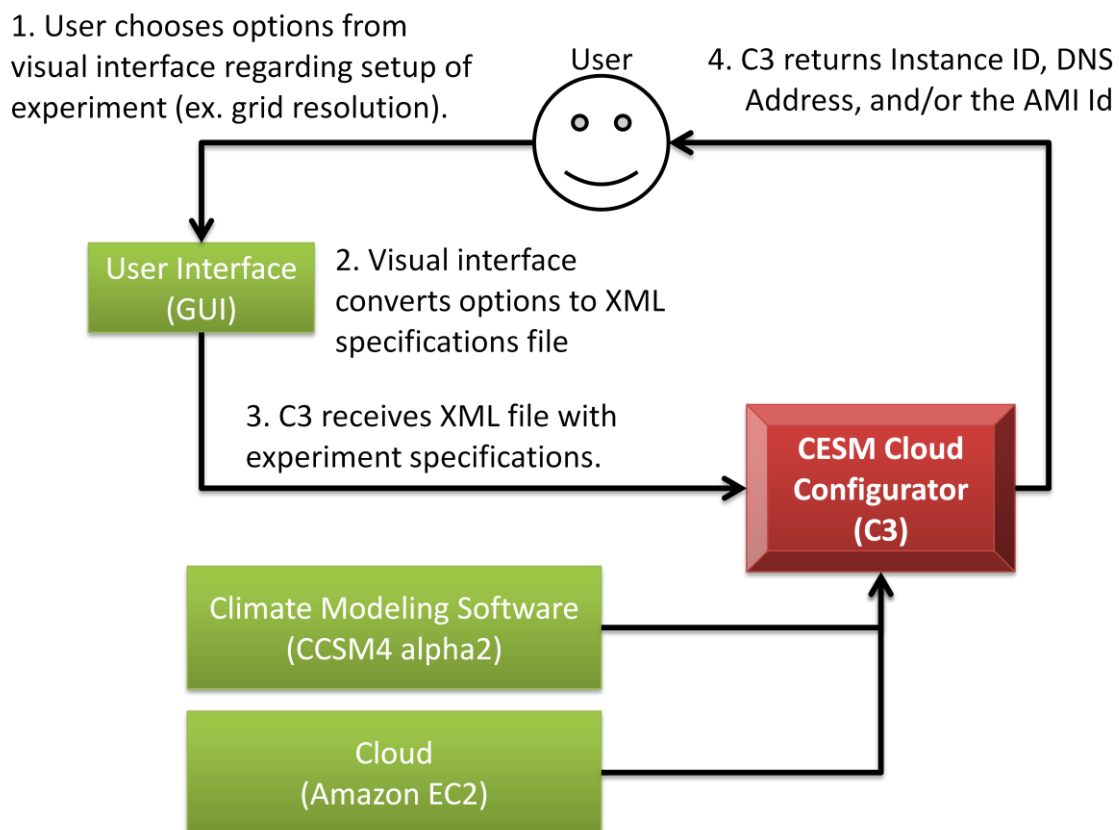 1. User chooses options from
visual interface regarding setup of
experiment (ex. grid resolution).
User
4. C3 returns Instance ID, DNS
Address, and/or the AMI Id
User Interface
(GUI)
2. Visual interface
converts options to XML
specifications file
3. C3 receives XML file with
experiment specifications.
CESM Cloud
Configurator
(C3)
Climate Modeling Software
(CCSM4 alpha2)
Cloud
(Amazon EC2)